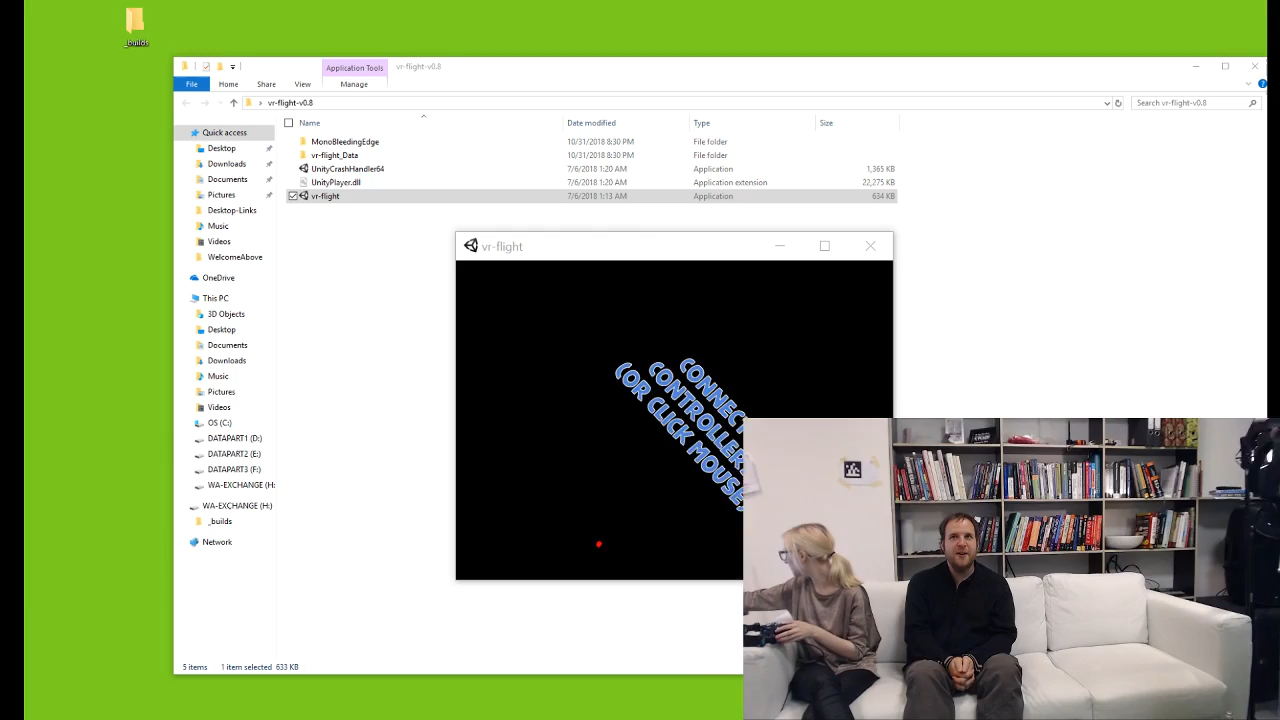 _builds
Application Tools
vr-flight-v0.8
File
Home
Share
View
Manage
vr-flight-v0.8
Search vr-flight-v0.8
Name
Date modified
Type
Size
Quick access
Desktop
Downloads
Documents
Pictures
Desktop-Links
Music
Videos
WelcomeAbove
OneDrive
This PC
3D Objects
Desktop
Documents
Downloads
Music
Pictures
Videos
OS (C:)
DATAPART1 (D:)
DATAPART2 (E:)
DATAPART3 (F:)
WA-EXCHANGE (H:
WA-EXCHANGE (H:)
_builds
Network
MonoBleedingEdge 10/31/2018 8:30 PM File folder
vr-flight_Data 10/31/2018 8:30 PM File folder
UnityCrashHandler64 7/6/2018 1:20 AM Application 1,365 KB
UnityPlayer.dll 7/6/2018 1:20 AM Application extension 22,275 KB
vr-flight 7/6/2018 1:13 AM Application 634 KB
vr-flight
CONNECT
CONTROLLER
(OR CLICK MOUSE)
5 items 1 item selected 633 KB